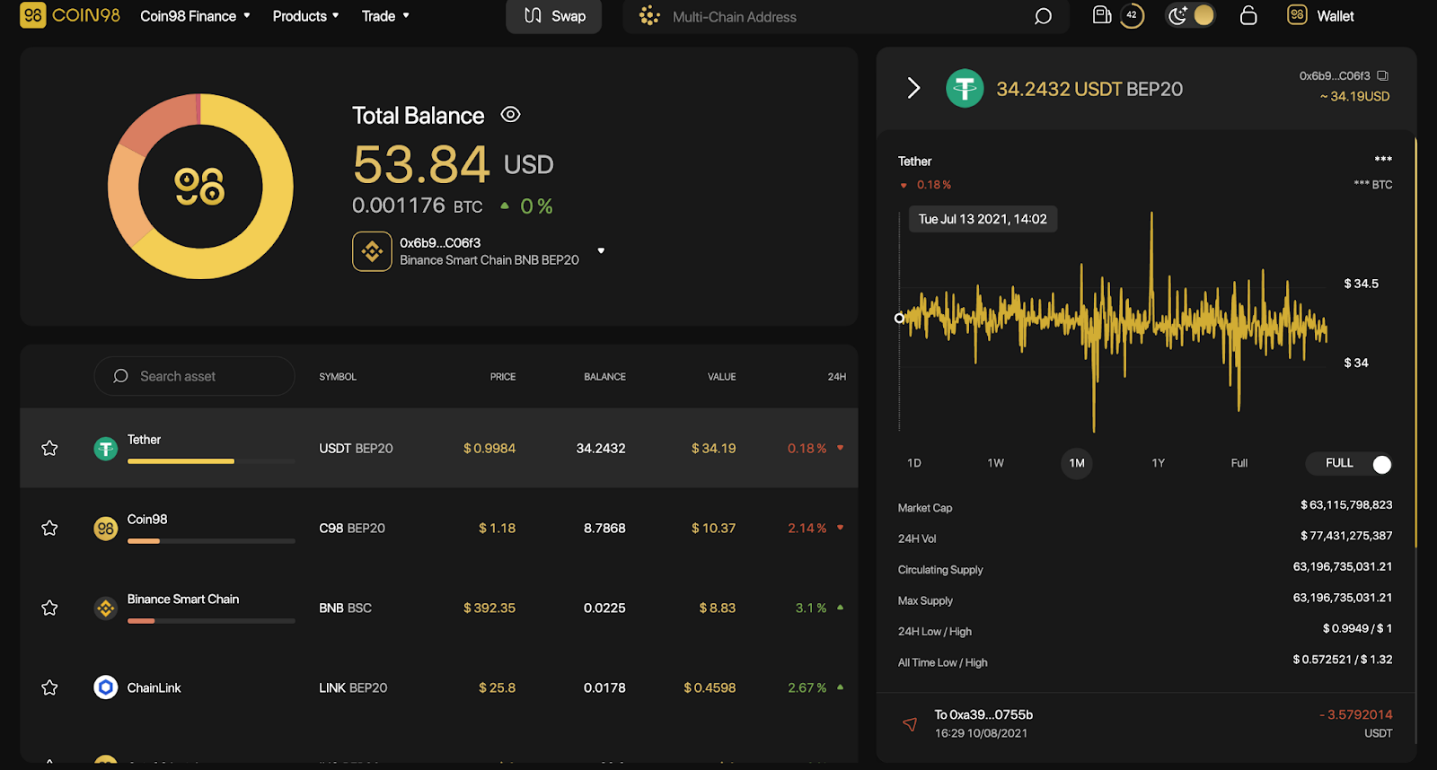 98 COIN98 Coin98 Finance Products Trade Swap Multi-Chain Address 42 98 Wallet
Total Balance
53.84 USD
0.001176 BTC 0%
0x6b9...C06f3
Binance Smart Chain BNB BEP20
98
Search asset SYMBOL PRICE BALANCE VALUE 24H
Tether USDT BEP20 $ 0.9984 34.2432 $ 34.19 0.18 %
Coin98 98 C98 BEP20 $ 1.18 8.7868 $ 10.37 2.14 %
Binance Smart Chain BNB BSC $ 392.35 0.0225 $ 8.83 3.1 %
ChainLink LINK BEP20 $ 25.8 0.0178 $ 0.4598 2.67 %
34.2432 USDT BEP20
0x6b9...C06f3
~ 34.19USD
Tether ***
0.18 % *** BTC
Tue Jul 13 2021, 14:02
$ 34.5
$ 34
1D 1W 1M 1Y Full FULL
Market Cap $ 63,115,798,823
24H Vol $ 77,431,275,387
Circulating Supply 63,196,735,031.21
Max Supply 63,196,735,031.21
24H Low / High $ 0.9949 / $ 1
All Time Low / High $ 0.572521 / $ 1.32
To 0xa39...0755b - 3.5792014
16:29 10/08/2021 USDT